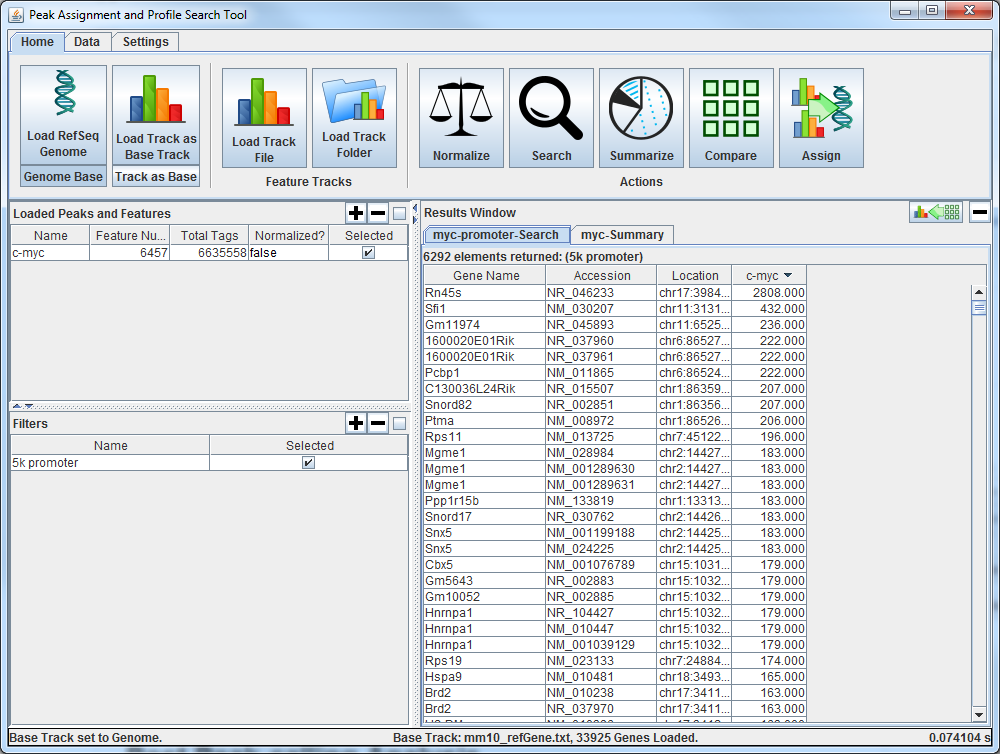 Peak Assignment and Profile Search Tool
Home Data Settings
Load RefSeq Genome
Genome Base
Load Track as Base Track
Track as Base
Load Track File
Load Track Folder
Feature Tracks
Normalize
Search
Summarize
Compare
Assign
Actions
Loaded Peaks and Features
Name Feature Nu... Total Tags Normalized? Selected
c-myc 6457 6635558 false
Filters
Name Selected
5k promoter
Results Window
myc-promoter-Search myc-Summary
6292 elements returned: (5k promoter)
Gene Name Accession Location c-myc
Rn45s NR_046233 chr17:3984... 2808.000
Sfi1 NM_030207 chr11:3131... 432.000
Gm11974 NR_045893 chr11:6525... 236.000
1600020E01Rik NR_037960 chr6:86527... 222.000
1600020E01Rik NR_037961 chr6:86527... 222.000
Pcbp1 NM_011865 chr6:86524... 222.000
C130036L24Rik NR_015507 chr1:86359... 207.000
Snord82 NR_002851 chr1:86356... 207.000
Ptma NM_008972 chr1:86526... 206.000
Rps11 NM_013725 chr7:45122... 196.000
Mgme1 NM_028984 chr2:14427... 183.000
Mgme1 NM_001289630 chr2:14427... 183.000
Mgme1 NM_001289631 chr2:14427... 183.000
Ppp1r15b NM_133819 chr1:13313... 183.000
Snord17 NR_030762 chr2:14426... 183.000
Snx5 NM_001199188 chr2:14425... 183.000
Snx5 NM_024225 chr2:14425... 183.000
Cbx5 NM_001076789 chr15:1031... 179.000
Gm5643 NR_002883 chr15:1032... 179.000
Gm10052 NR_002885 chr15:1032... 179.000
Hnrnpa1 NR_104427 chr15:1032... 179.000
Hnrnpa1 NM_010447 chr15:1032... 179.000
Hnrnpa1 NM_001039129 chr15:1032... 179.000
Rps19 NM_023133 chr7:24884... 174.000
Hspa9 NM_010481 chr18:3493... 165.000
Brd2 NM_010238 chr17:3411... 163.000
Brd2 NR_037970 chr17:3411... 163.000
Base Track set to Genome. Base Track: mm10_refGene.txt, 33925 Genes Loaded. 0.074104 s